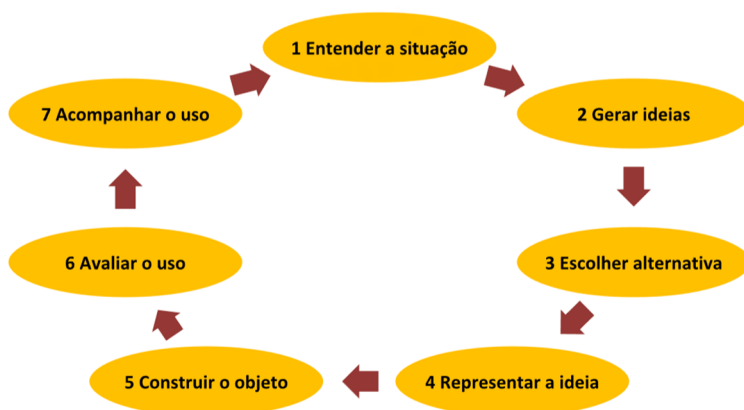 1 Entender a situação
2 Gerar ideias
3 Escolher alternativa
4 Representar a ideia
5 Construir o objeto
6 Avaliar o uso
7 Acompanhar o uso